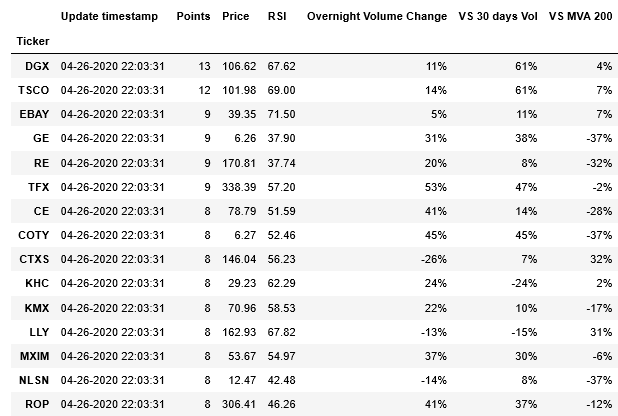 Update timestamp Points Price RSI Overnight Volume Change VS 30 days Vol VS MVA 200
Ticker
DGX 04-26-2020 22:03:31 13 106.62 67.62 11% 61% 4%
TSCO 04-26-2020 22:03:31 12 101.98 69.00 14% 61% 7%
EBAY 04-26-2020 22:03:31 9 39.35 71.50 5% 11% 7%
GE 04-26-2020 22:03:31 9 6.26 37.90 31% 38% -37%
RE 04-26-2020 22:03:31 9 170.81 37.74 20% 8% -32%
TFX 04-26-2020 22:03:31 9 338.39 57.20 53% 47% -2%
CE 04-26-2020 22:03:31 8 78.79 51.59 41% 14% -28%
COTY 04-26-2020 22:03:31 8 6.27 52.46 45% 45% -37%
CTXS 04-26-2020 22:03:31 8 146.04 56.23 -26% 7% 32%
KHC 04-26-2020 22:03:31 8 29.23 62.29 24% -24% 2%
KMX 04-26-2020 22:03:31 8 70.96 58.53 22% 10% -17%
LLY 04-26-2020 22:03:31 8 162.93 67.82 -13% -15% 31%
MXIM 04-26-2020 22:03:31 8 53.67 54.97 37% 30% -6%
NLSN 04-26-2020 22:03:31 8 12.47 42.48 -14% 8% -37%
ROP 04-26-2020 22:03:31 8 306.41 46.26 41% 37% -12%